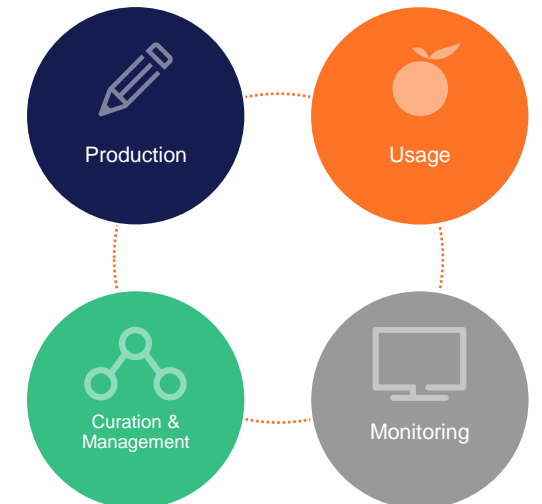 Production
Usage
Curation &
Management
Monitoring